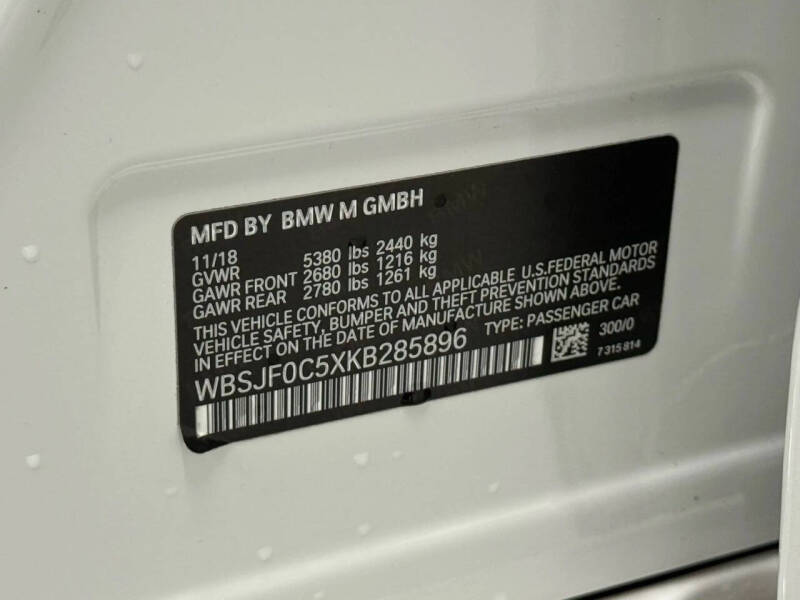 MFD BY BMW M GMBH
11/18
GVWR 5380 lbs 2440 kg
GAWR FRONT 2680 lbs 1216 kg
GAWR REAR 2780 lbs 1261 kg
THIS VEHICLE CONFORMS TO ALL APPLICABLE U.S.FEDERAL MOTOR
VEHICLE SAFETY, BUMPER AND THEFT PREVENTION STANDARDS
IN EFFECT ON THE DATE OF MANUFACTURE SHOWN ABOVE.
WBSJF0C5XKB285896 TYPE: PASSENGER CAR
300/0
7315814
BMW
BMW